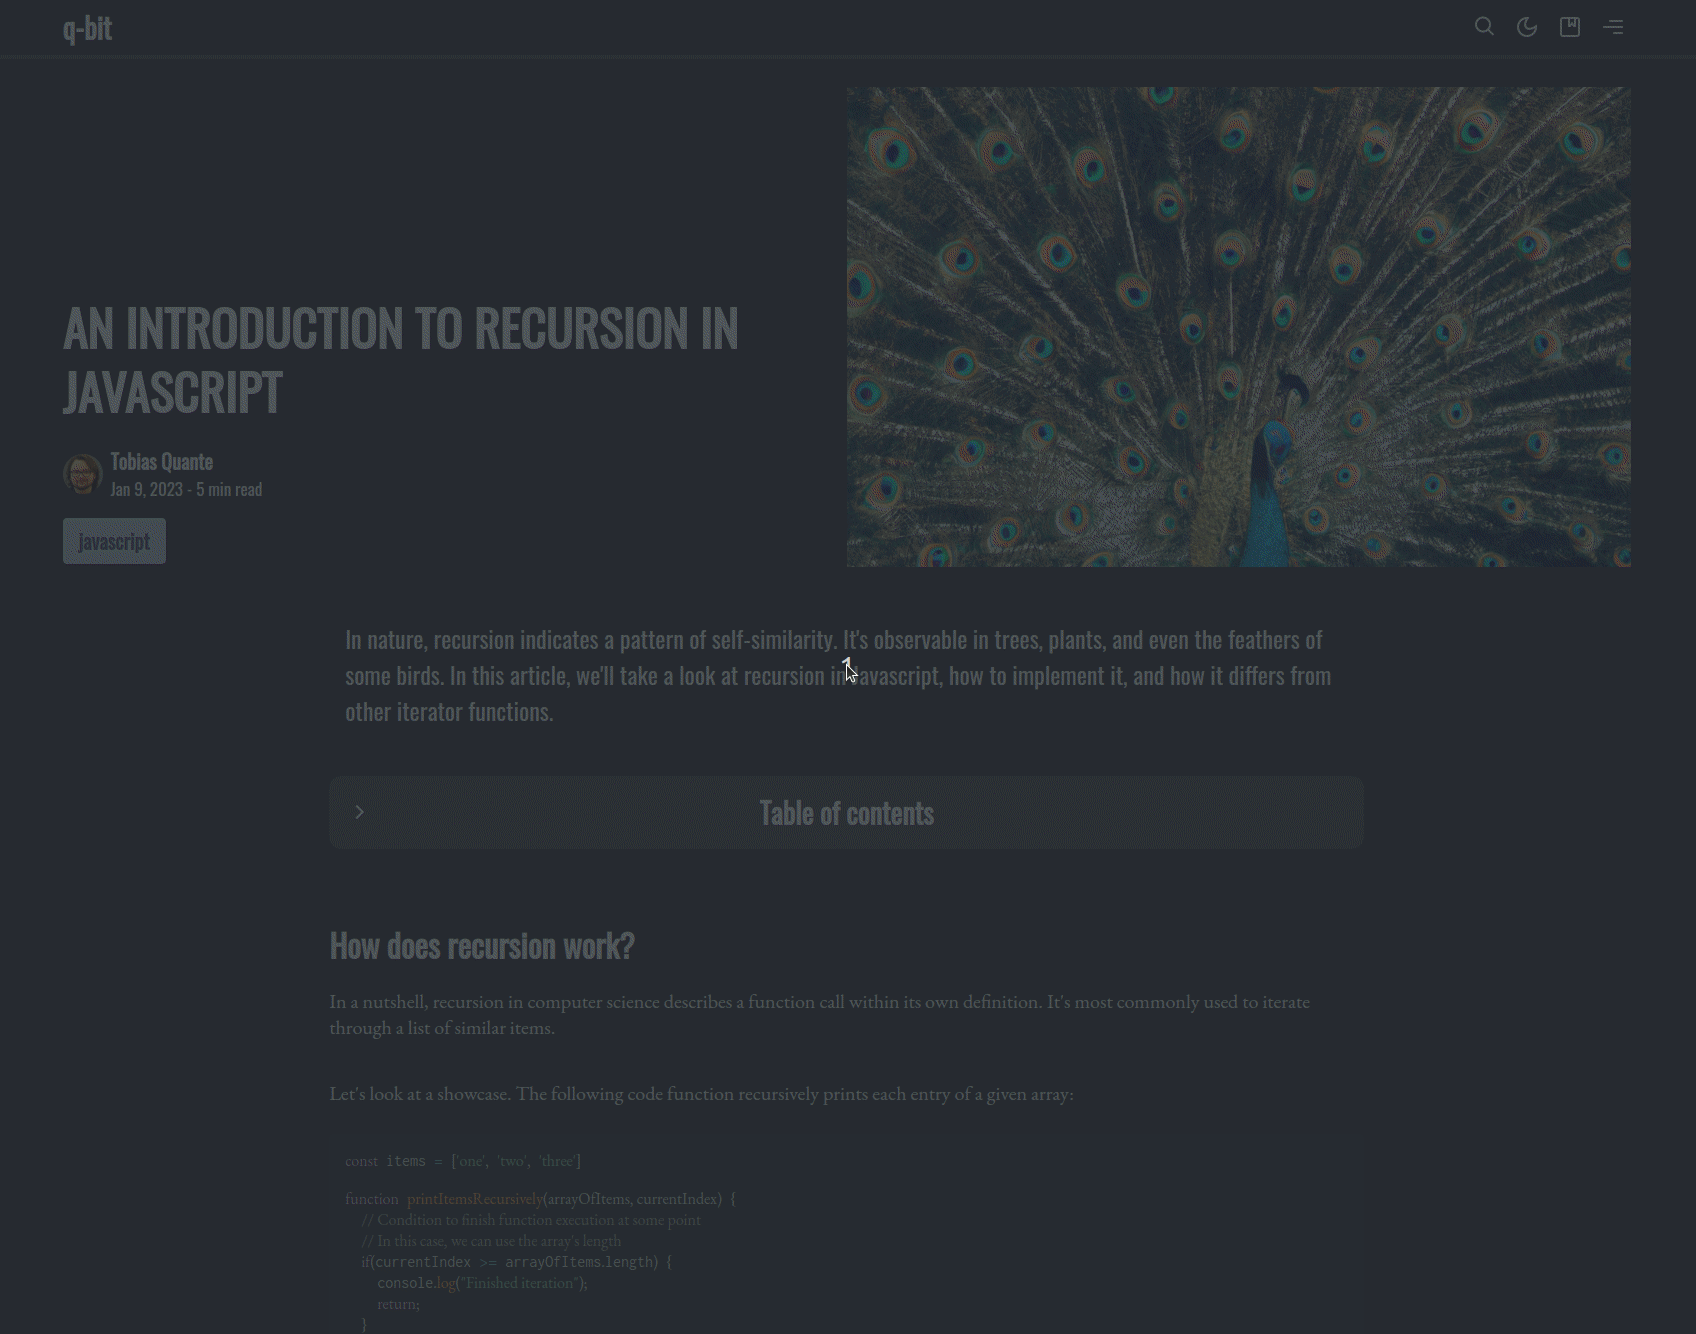 q-bit
AN INTRODUCTION TO RECURSION IN
JAVASCRIPT
Tobias Quante
Jan 9, 2023 - 5 min read
javascript
In nature, recursion indicates a pattern of self-similarity. It's observable in trees, plants, and even the feathers of
some birds. In this article, we'll take a look at recursion in Javascript, how to implement it, and how it differs from
other iterator functions.
Table of contents
How does recursion work?
In a nutshell, recursion in computer science describes a function call within its own definition. It's most commonly used to iterate
through a list of similar items.
Let's look at a showcase. The following code function recursively prints each entry of a given array:
const items = ['one', 'two', 'three']
function printItemsRecursively(arrayOfItems, currentIndex) {
// Condition to finish function execution at some point
// In this case, we can use the array's length
if(currentIndex >= arrayOfItems.length) {
console.log("Finished iteration");
return;
}